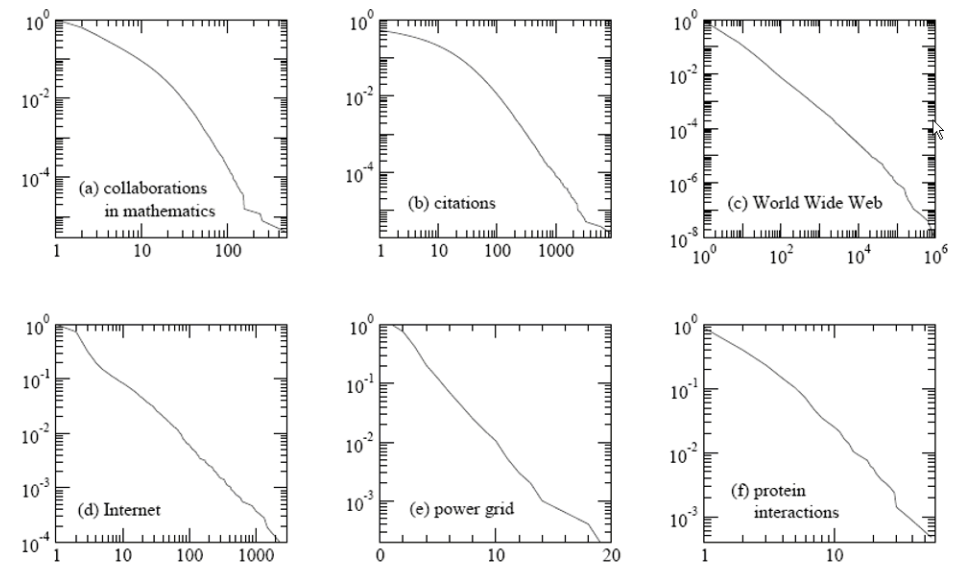 10^0
10^-2
10^-4
(a) collaborations
in mathematics
1 10 100
10^0
10^-2
10^-4
(b) citations
1 10 100 1000
10^0
10^-2
10^-4
10^-6
10^-8
(c) World Wide Web
10^0 10^2 10^4 10^6
10^0
10^-1
10^-2
10^-3
10^-4
(d) Internet
1 10 100 1000
10^0
10^-1
10^-2
10^-3
(e) power grid
0 10 20
10^0
10^-1
10^-2
10^-3
(f) protein
interactions
1 10